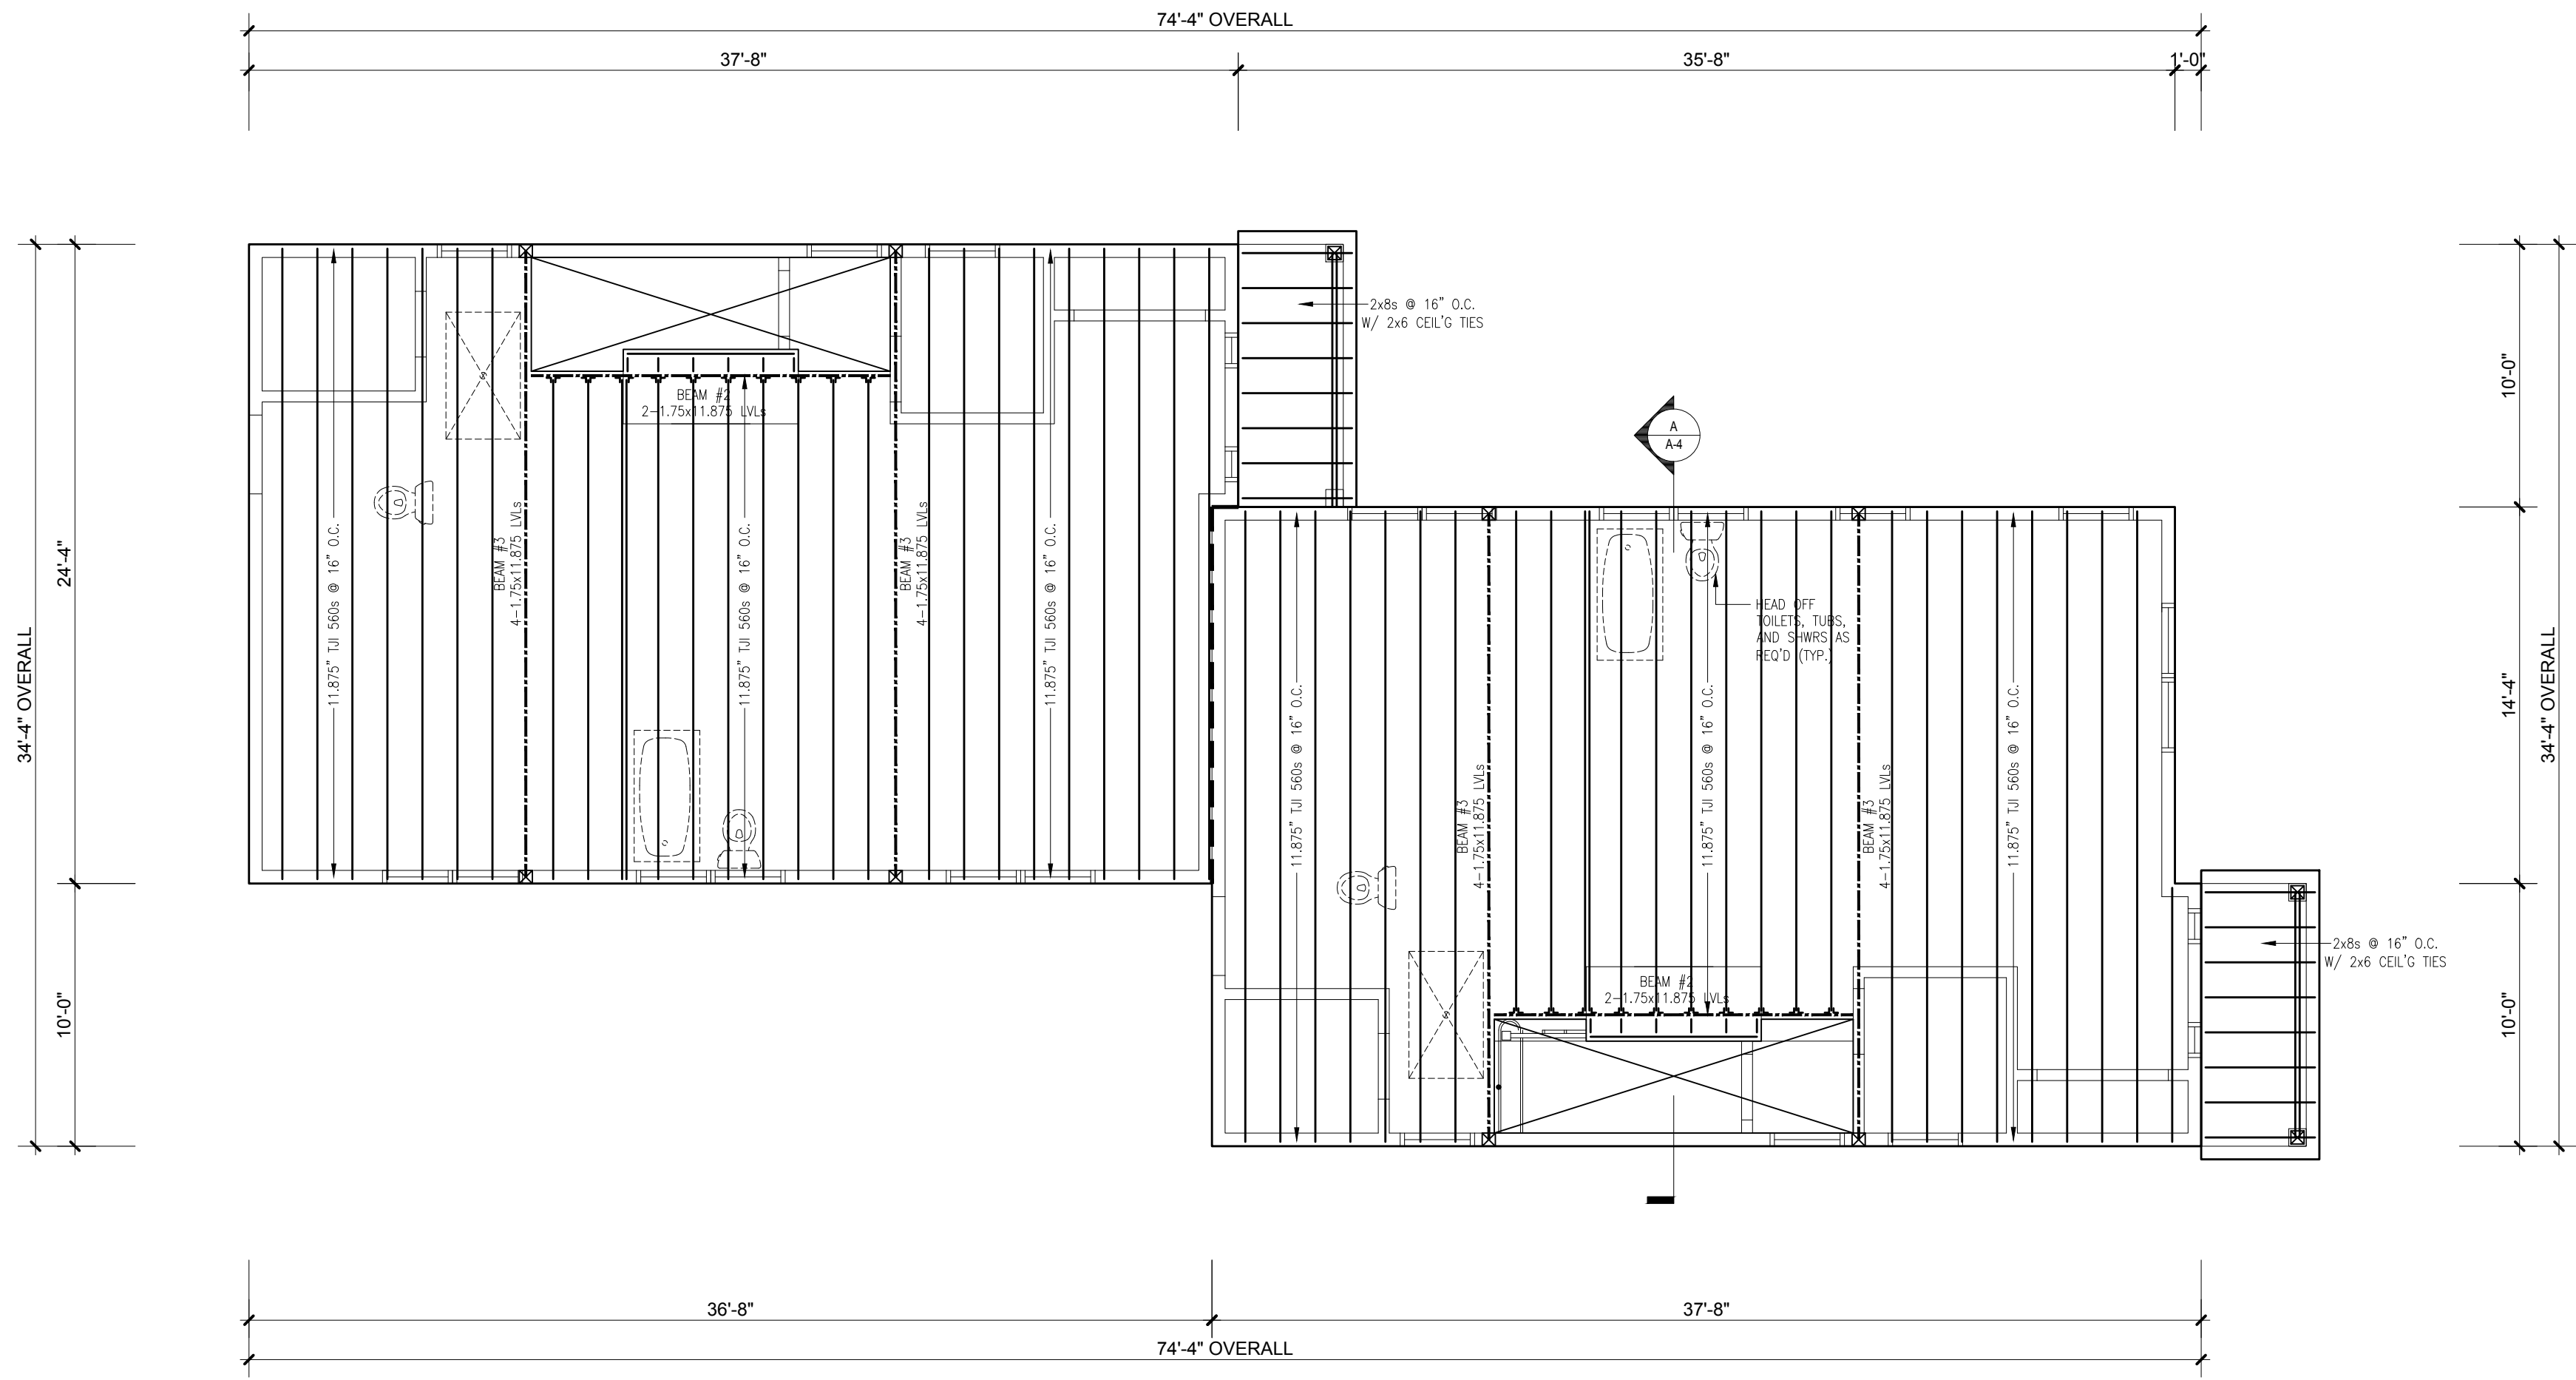 74'-4" OVERALL
37'-8"
35'-8"
1'-0"
2x8s @ 16" O.C.
W/ 2x6 CEIL'G TIES
BEAM #2
2-1.75x11.875 LVLs
A
A-4
10'-0"
24'-4"
34'-4" OVERALL
11.875" TJI 560s @ 16" O.C.
BEAM #3
4-1.75x11.875 LVLs
11.875" TJI 560s @ 16" O.C.
BEAM #3
4-1.75x11.875 LVLs
11.875" TJI 560s @ 16" O.C.
HEAD OFF
TOILETS, TUBS,
AND SHWRS AS
REQ'D (TYP.)
11.875" TJI 560s @ 16" O.C.
BEAM #3
4-1.75x11.875 LVLs
11.875" TJI 560s @ 16" O.C.
BEAM #3
4-1.75x11.875 LVLs
11.875" TJI 560s @ 16" O.C.
14'-4"
34'-4" OVERALL
S
S
2x8s @ 16" O.C.
W/ 2x6 CEIL'G TIES
BEAM #2
2-1.75x11.875 LVLs
10'-0"
10'-0"
36'-8"
37'-8"
74'-4" OVERALL